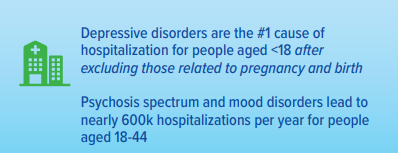 Depressive disorders are the #1 cause of
hospitalization for people aged <18 after
excluding those related to pregnancy and birth
Psychosis spectrum and mood disorders lead to
nearly 600k hospitalizations per year for people
aged 18-44